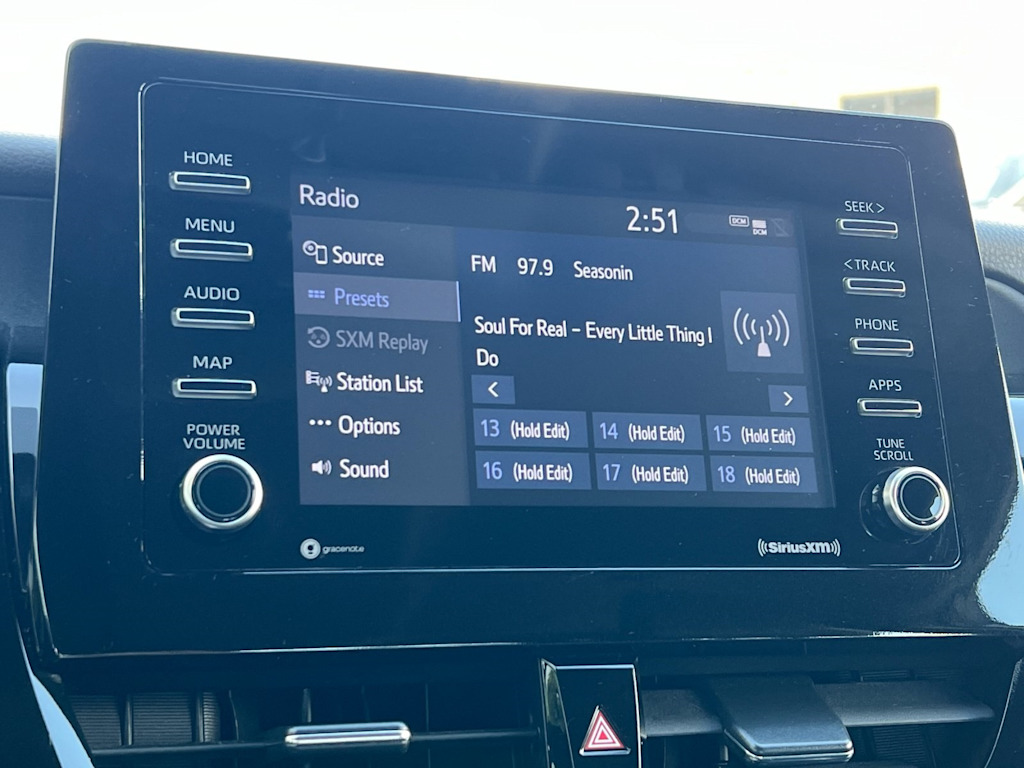 HOME
MENU
AUDIO
MAP
POWER
VOLUME
Radio
2:51
DCM
DCM
Source
Presets
SXM Replay
Station List
Options
Sound
FM 97.9 Seasonin
Soul For Real - Every Little Thing I
Do
<
>
13 (Hold Edit)
14 (Hold Edit)
15 (Hold Edit)
16 (Hold Edit)
17 (Hold Edit)
18 (Hold Edit)
SEEK >
< TRACK
PHONE
APPS
TUNE
SCROLL
gracenote
((SiriusXM))